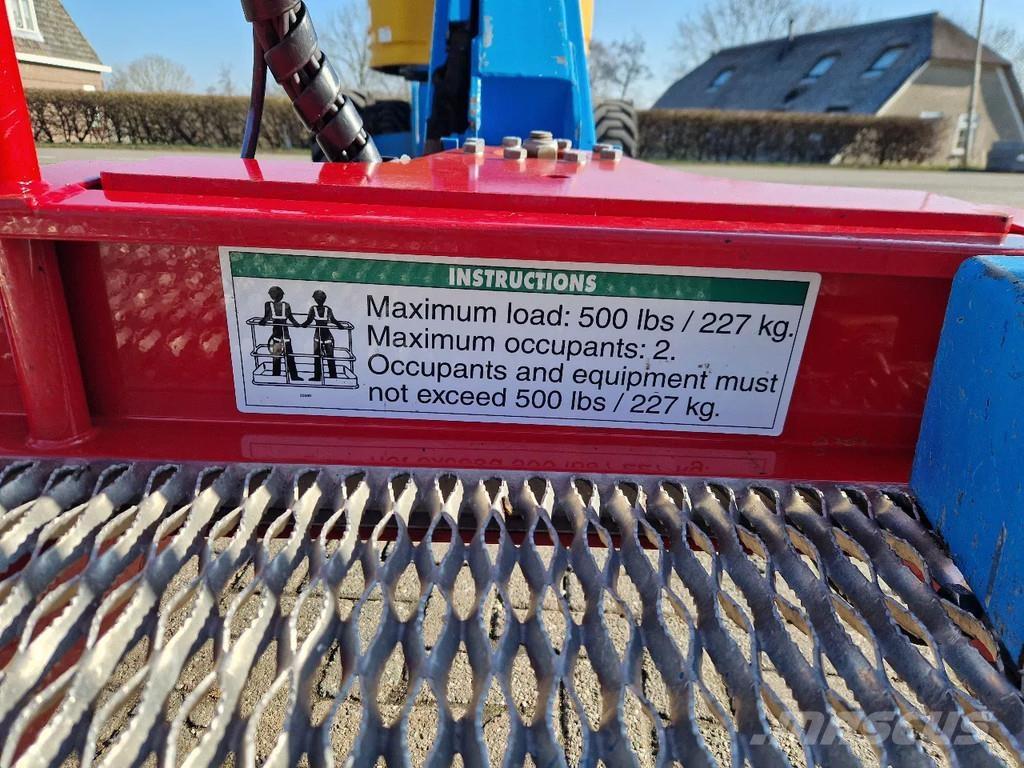 INSTRUCTIONS
Maximum load: 500 lbs / 227 kg.
Maximum occupants: 2.
Occupants and equipment must
not exceed 500 lbs / 227 kg.
MASCUS